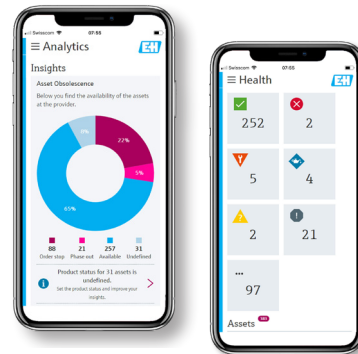 Swisscom 07:55
Analytics
EH
Insights
Asset Obsolescence
Below you find the availability of the assets
at the provider.
22%
5%
65%
88 21 257 31
Order stop Phase out Available Undefined
Product status for 31 assets is
undefined.
Set the product status and improve your
insights.
Swisscom 07:55
Health
EH
252 2
5 4
2 21
97
Assets